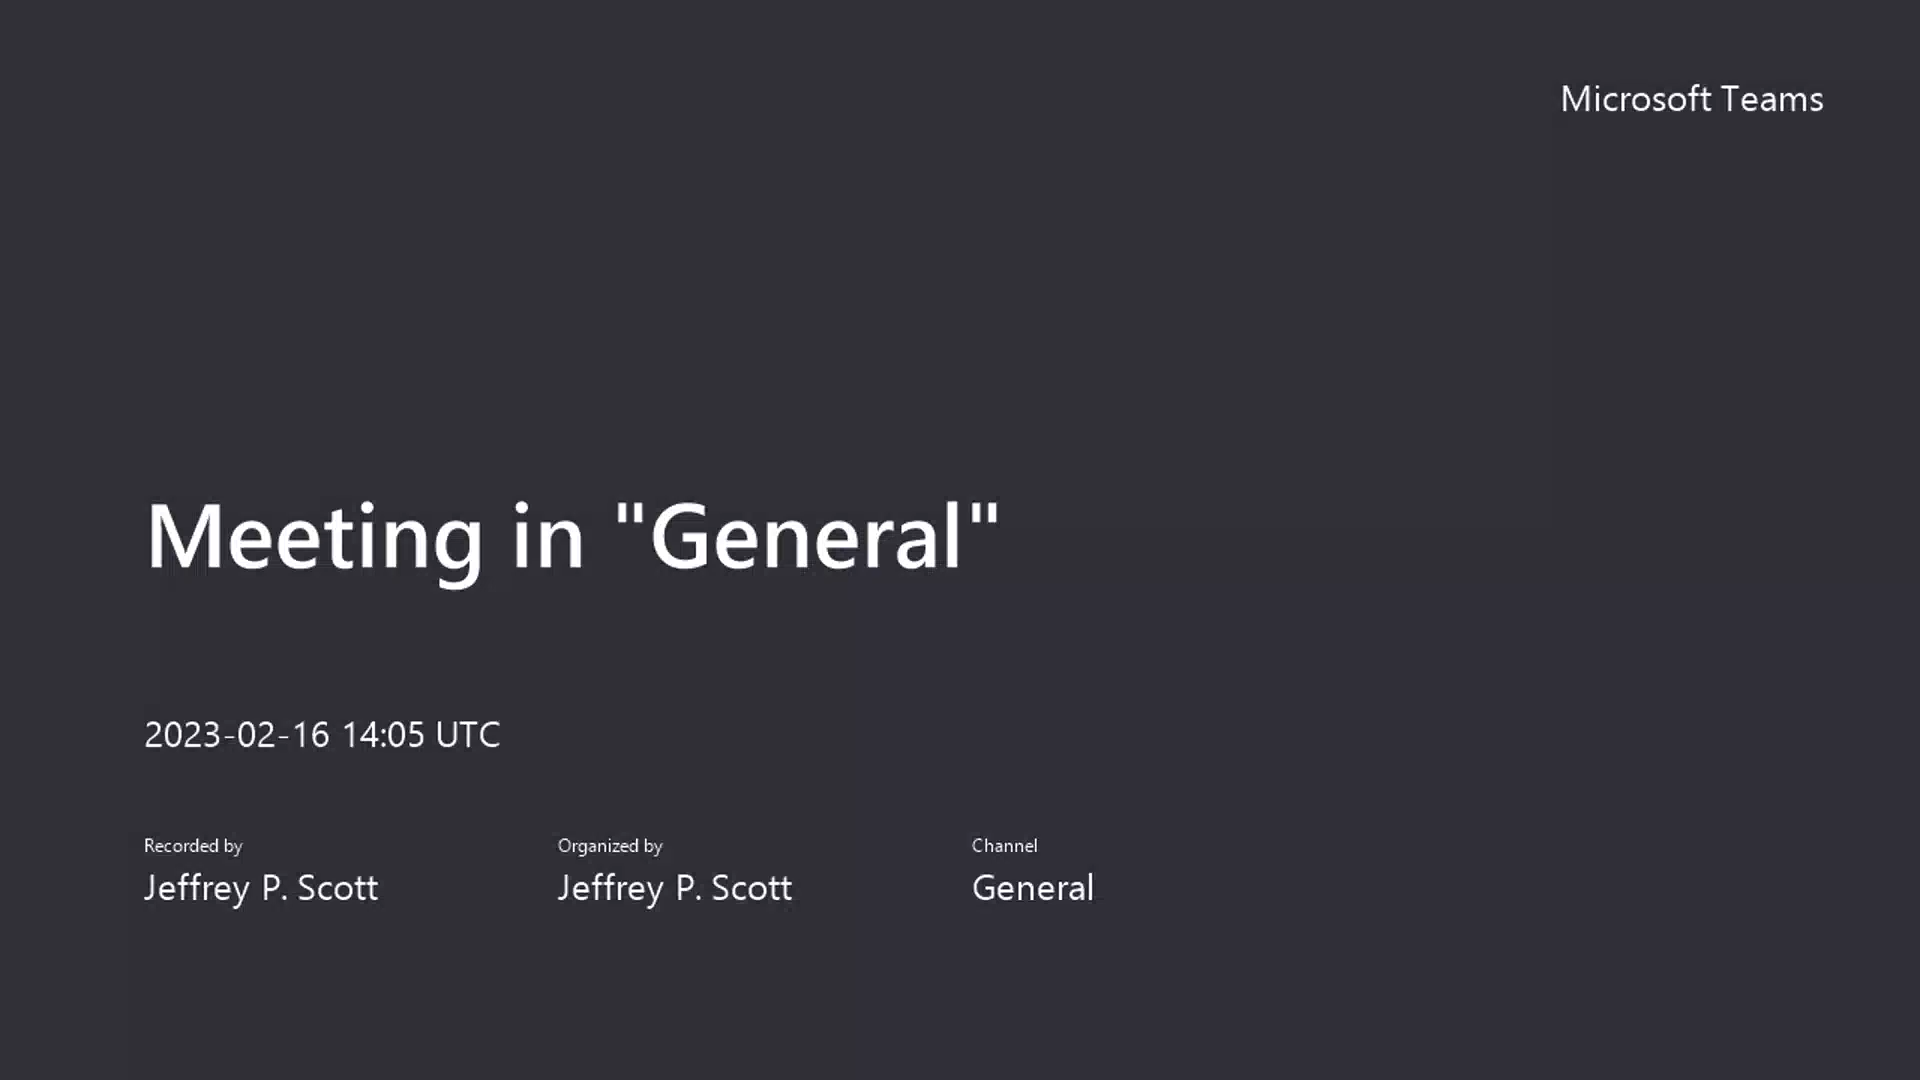 Microsoft Teams
Meeting in "General"
2023-02-16 14:05 UTC
Recorded by
Jeffrey P. Scott
Organized by
Jeffrey P. Scott
Channel
General